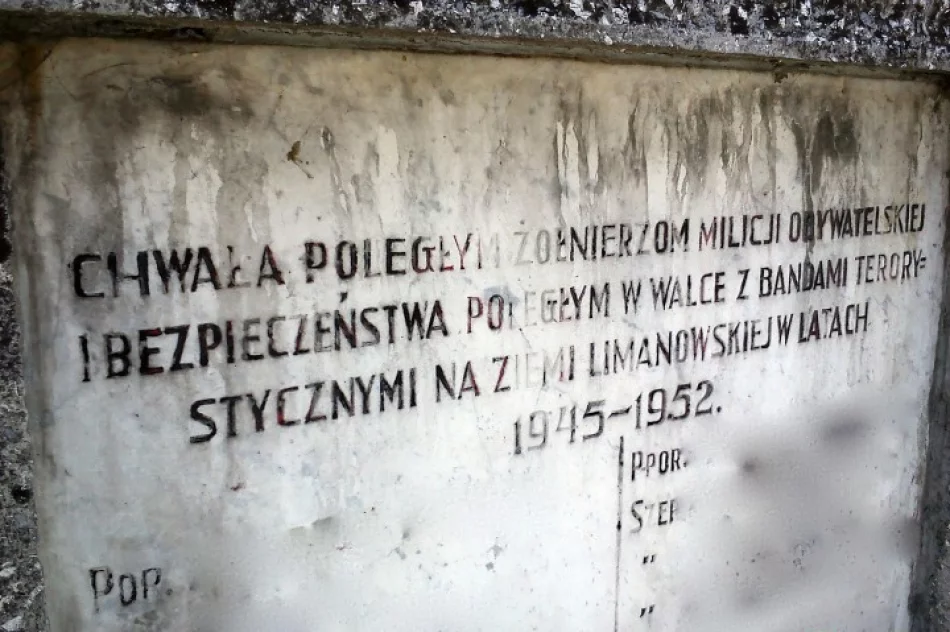 CHWAŁA POLEGŁYM ŻOŁNIERZOM MILICJI OBYWATELSKIEJ
I BEZPIECZEŃSTWA POLEGŁYM W WALCE Z BANDAMI TERORY=
STYCZNYMI NA ZIEMI LIMANOWSKIEJ W LATACH
1945-1952.
PPOR.
SZER
"
"
POP.